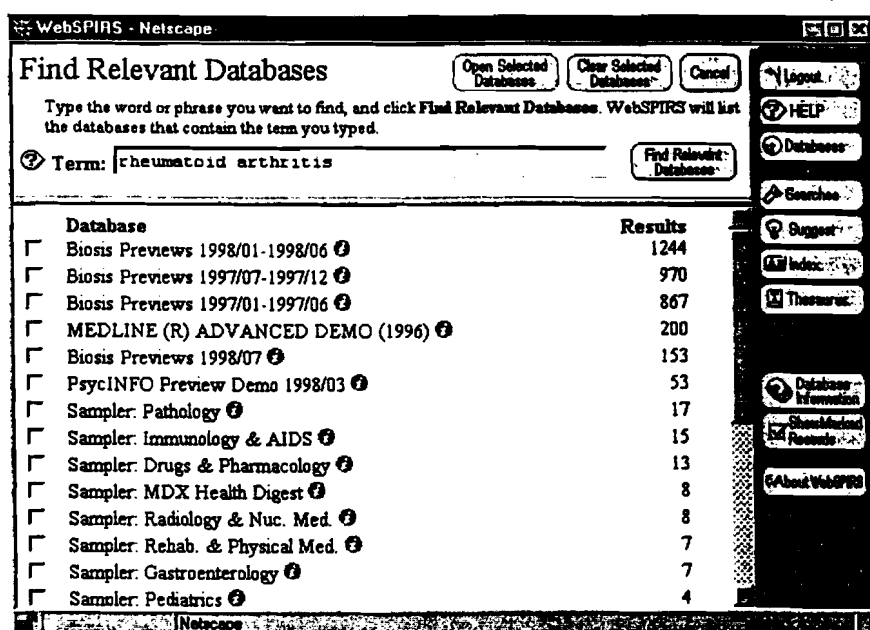 WebSPIRS - Netscape
Find Relevant Databases
Open Selected Databases
Clear Selected Databases
Cancel
Type the word or phrase you want to find, and click Find Relevant Databases. WebSPIRS will list
the databases that contain the term you typed.
Term: rheumatoid arthritis
Find Relevant Databases
Database Results
Biosis Previews 1998/01-1998/06 1244
Biosis Previews 1997/07-1997/12 970
Biosis Previews 1997/01-1997/06 867
MEDLINE (R) ADVANCED DEMO (1996) 200
Biosis Previews 1998/07 153
PsycINFO Preview Demo 1998/03 53
Sampler: Pathology 17
Sampler: Immunology & AIDS 15
Sampler: Drugs & Pharmacology 13
Sampler: MDX Health Digest 8
Sampler: Radiology & Nuc. Med. 8
Sampler: Rehab. & Physical Med. 7
Sampler: Gastroenterology 7
Sampler: Pediatrics 4
Logout
HELP
Databases
Searches
Suggest
Index
Thesaurus
Database
Information
Show Marked
Records
About WebSPIRS
Netscape